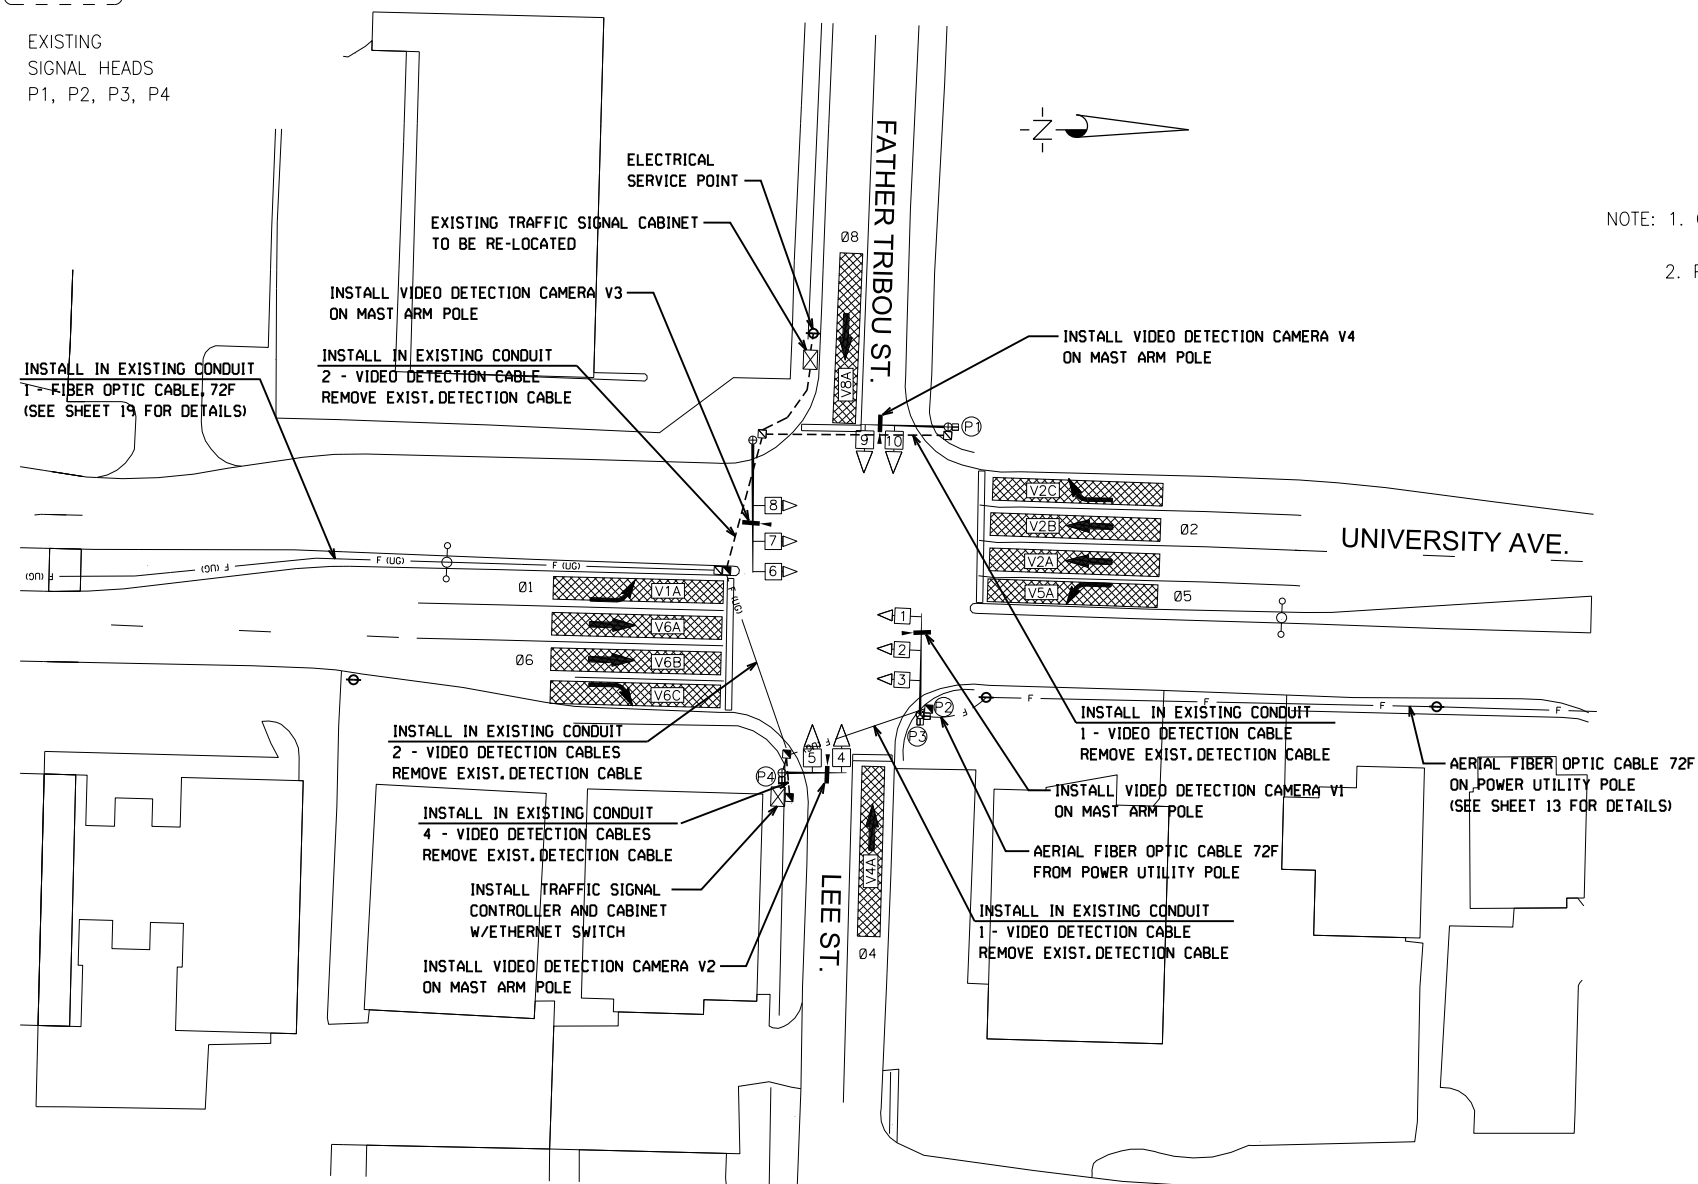 EXISTING
SIGNAL HEADS
P1, P2, P3, P4
Z
NOTE: 1.
2.
ELECTRICAL
SERVICE POINT
EXISTING TRAFFIC SIGNAL CABINET
TO BE RE-LOCATED
INSTALL VIDEO DETECTION CAMERA V3
ON MAST ARM POLE
INSTALL IN EXISTING CONDUIT
2 - VIDEO DETECTION CABLE
REMOVE EXIST. DETECTION CABLE
INSTALL IN EXISTING CONDUIT
1 - FIBER OPTIC CABLE, 72F
(SEE SHEET 19 FOR DETAILS)
FATHER TRIBOU ST.
Ø8
V8A
INSTALL VIDEO DETECTION CAMERA V4
ON MAST ARM POLE
P1
9
10
8
7
6
V2C
V2B
V2A
V5A
Ø2
Ø5
UNIVERSITY AVE.
F (UG)
F (UG)
F (UG)
F (UG)
F (UG)
Ø1
V1A
V6A
Ø6
V6B
V6C
1
2
3
P2
P3
F
F
F
F
F
F (UG)
5
4
P4
INSTALL IN EXISTING CONDUIT
2 - VIDEO DETECTION CABLES
REMOVE EXIST. DETECTION CABLE
INSTALL IN EXISTING CONDUIT
4 - VIDEO DETECTION CABLES
REMOVE EXIST. DETECTION CABLE
INSTALL TRAFFIC SIGNAL
CONTROLLER AND CABINET
W/ETHERNET SWITCH
INSTALL VIDEO DETECTION CAMERA V2
ON MAST ARM POLE
LEE ST.
V4A
Ø4
INSTALL IN EXISTING CONDUIT
1 - VIDEO DETECTION CABLE
REMOVE EXIST. DETECTION CABLE
INSTALL VIDEO DETECTION CAMERA V1
ON MAST ARM POLE
AERIAL FIBER OPTIC CABLE 72F
FROM POWER UTILITY POLE
INSTALL IN EXISTING CONDUIT
1 - VIDEO DETECTION CABLE
REMOVE EXIST. DETECTION CABLE
AERIAL FIBER OPTIC CABLE 72F
ON POWER UTILITY POLE
(SEE SHEET 13 FOR DETAILS)